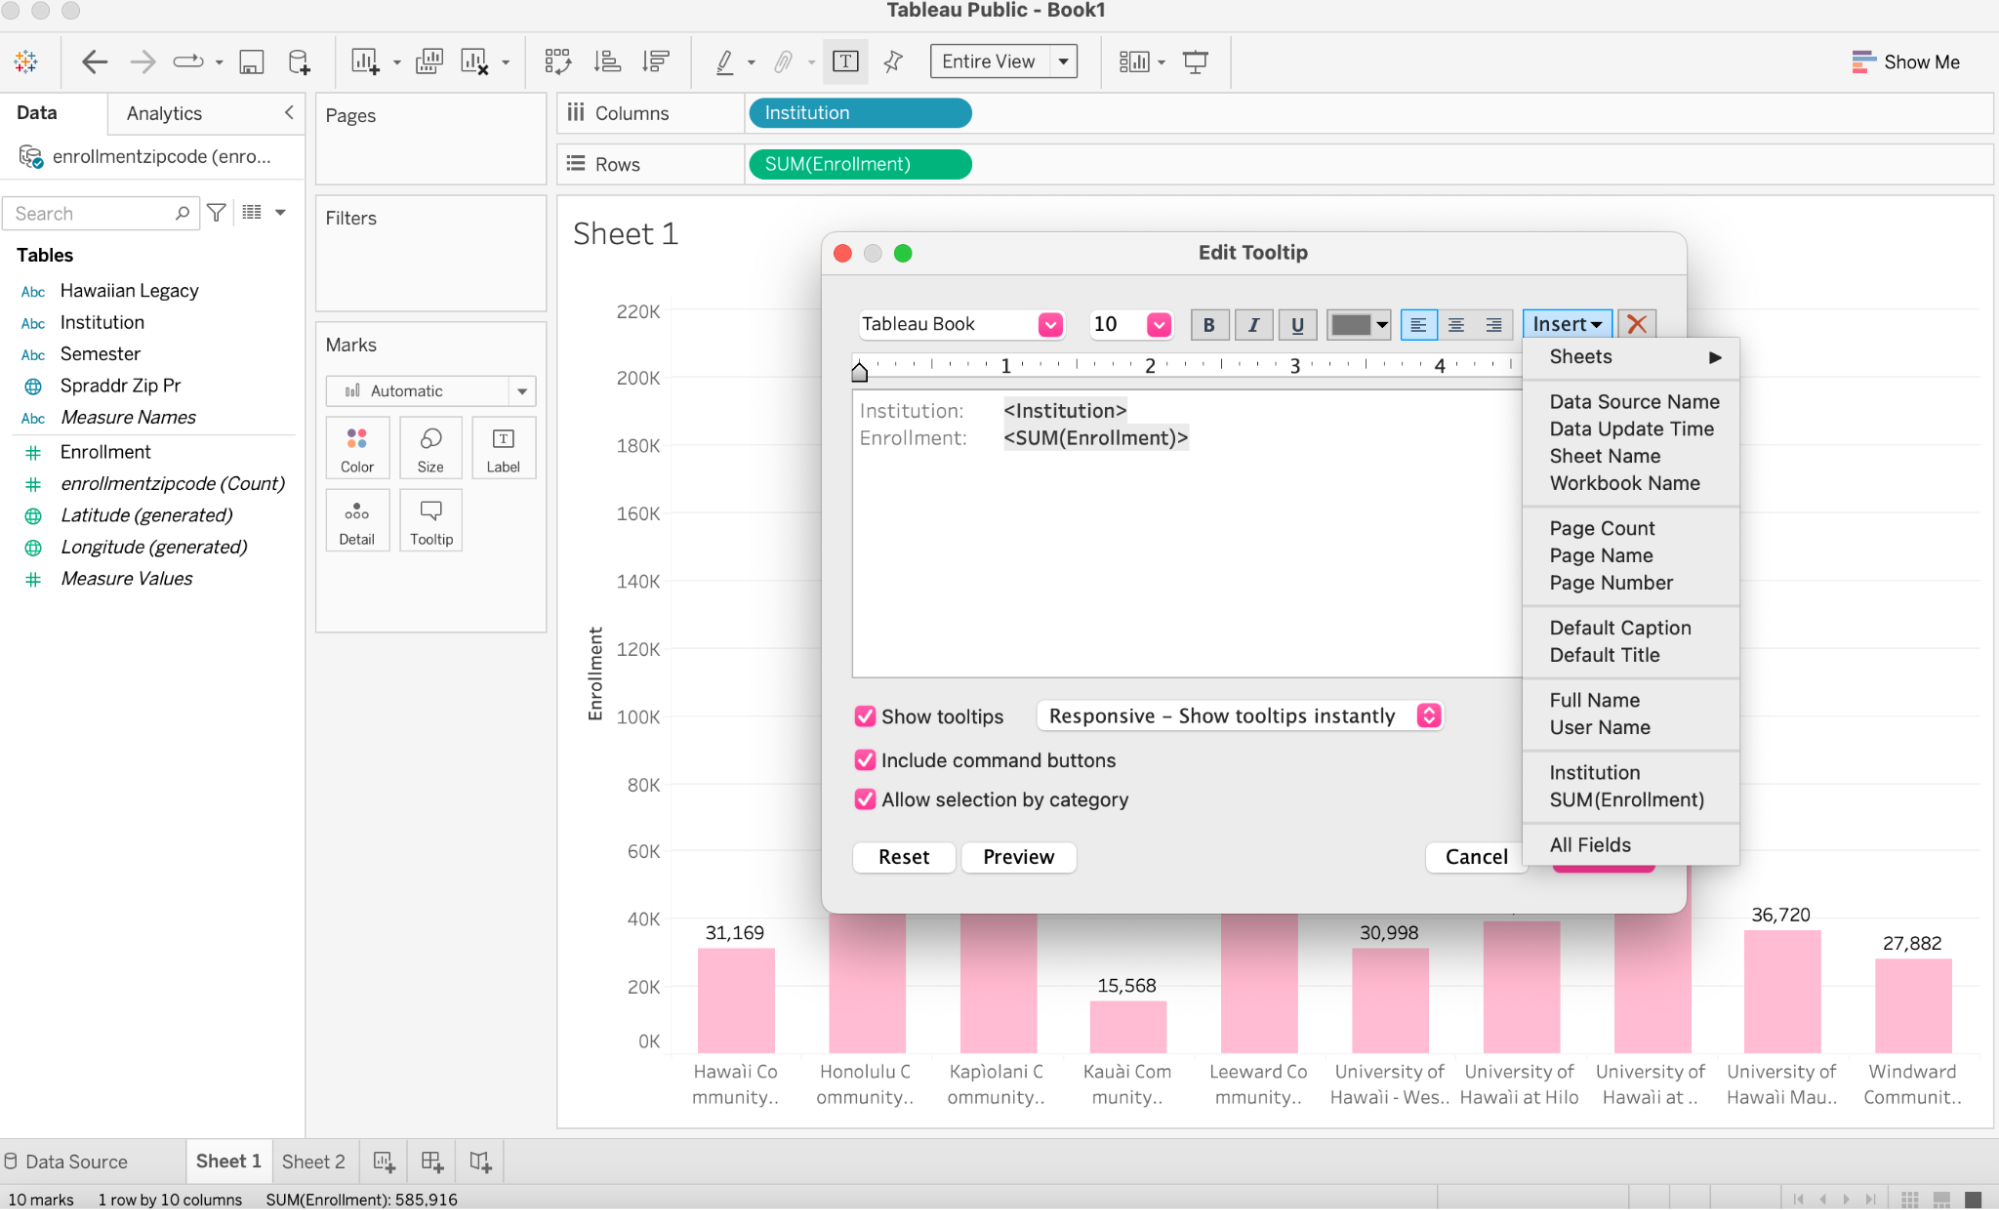 Tableau Public - Book1
Entire View
Show Me
Data
Analytics
enrollmentzipcode (enro...
Search
Tables
Abc Hawaiian Legacy
Abc Institution
Abc Semester
Spraddr Zip Pr
Abc Measure Names
Enrollment
enrollmentzipcode (Count)
Latitude (generated)
Longitude (generated)
Measure Values
Pages
Filters
Marks
Automatic
Color
Size
T
Label
Detail
Tooltip
Columns
Institution
Rows
SUM(Enrollment)
Sheet 1
Enrollment
220K
200K
180K
160K
140K
120K
100K
80K
60K
40K
20K
0K
31,169
15,568
30,998
36,720
27,882
Hawaiì Co
mmunity..
Honolulu C
ommunity..
Kapìolani C
ommunity..
Kauài Com
munity..
Leeward Co
mmunity..
University of
Hawaìi - Wes..
University of
Hawaìi at Hilo
University of
Hawaìi at ..
University of
Hawaìi Mau..
Windward
Communit..
Edit Tooltip
Tableau Book
10
B
I
U
Insert
1 2 3 4
Institution: <Institution>
Enrollment: <SUM(Enrollment)>
Show tooltips
Responsive - Show tooltips instantly
Include command buttons
Allow selection by category
Reset
Preview
Cancel
Sheets
Data Source Name
Data Update Time
Sheet Name
Workbook Name
Page Count
Page Name
Page Number
Default Caption
Default Title
Full Name
User Name
Institution
SUM(Enrollment)
All Fields
Data Source
Sheet 1
Sheet 2
10 marks 1 row by 10 columns SUM(Enrollment): 585,916